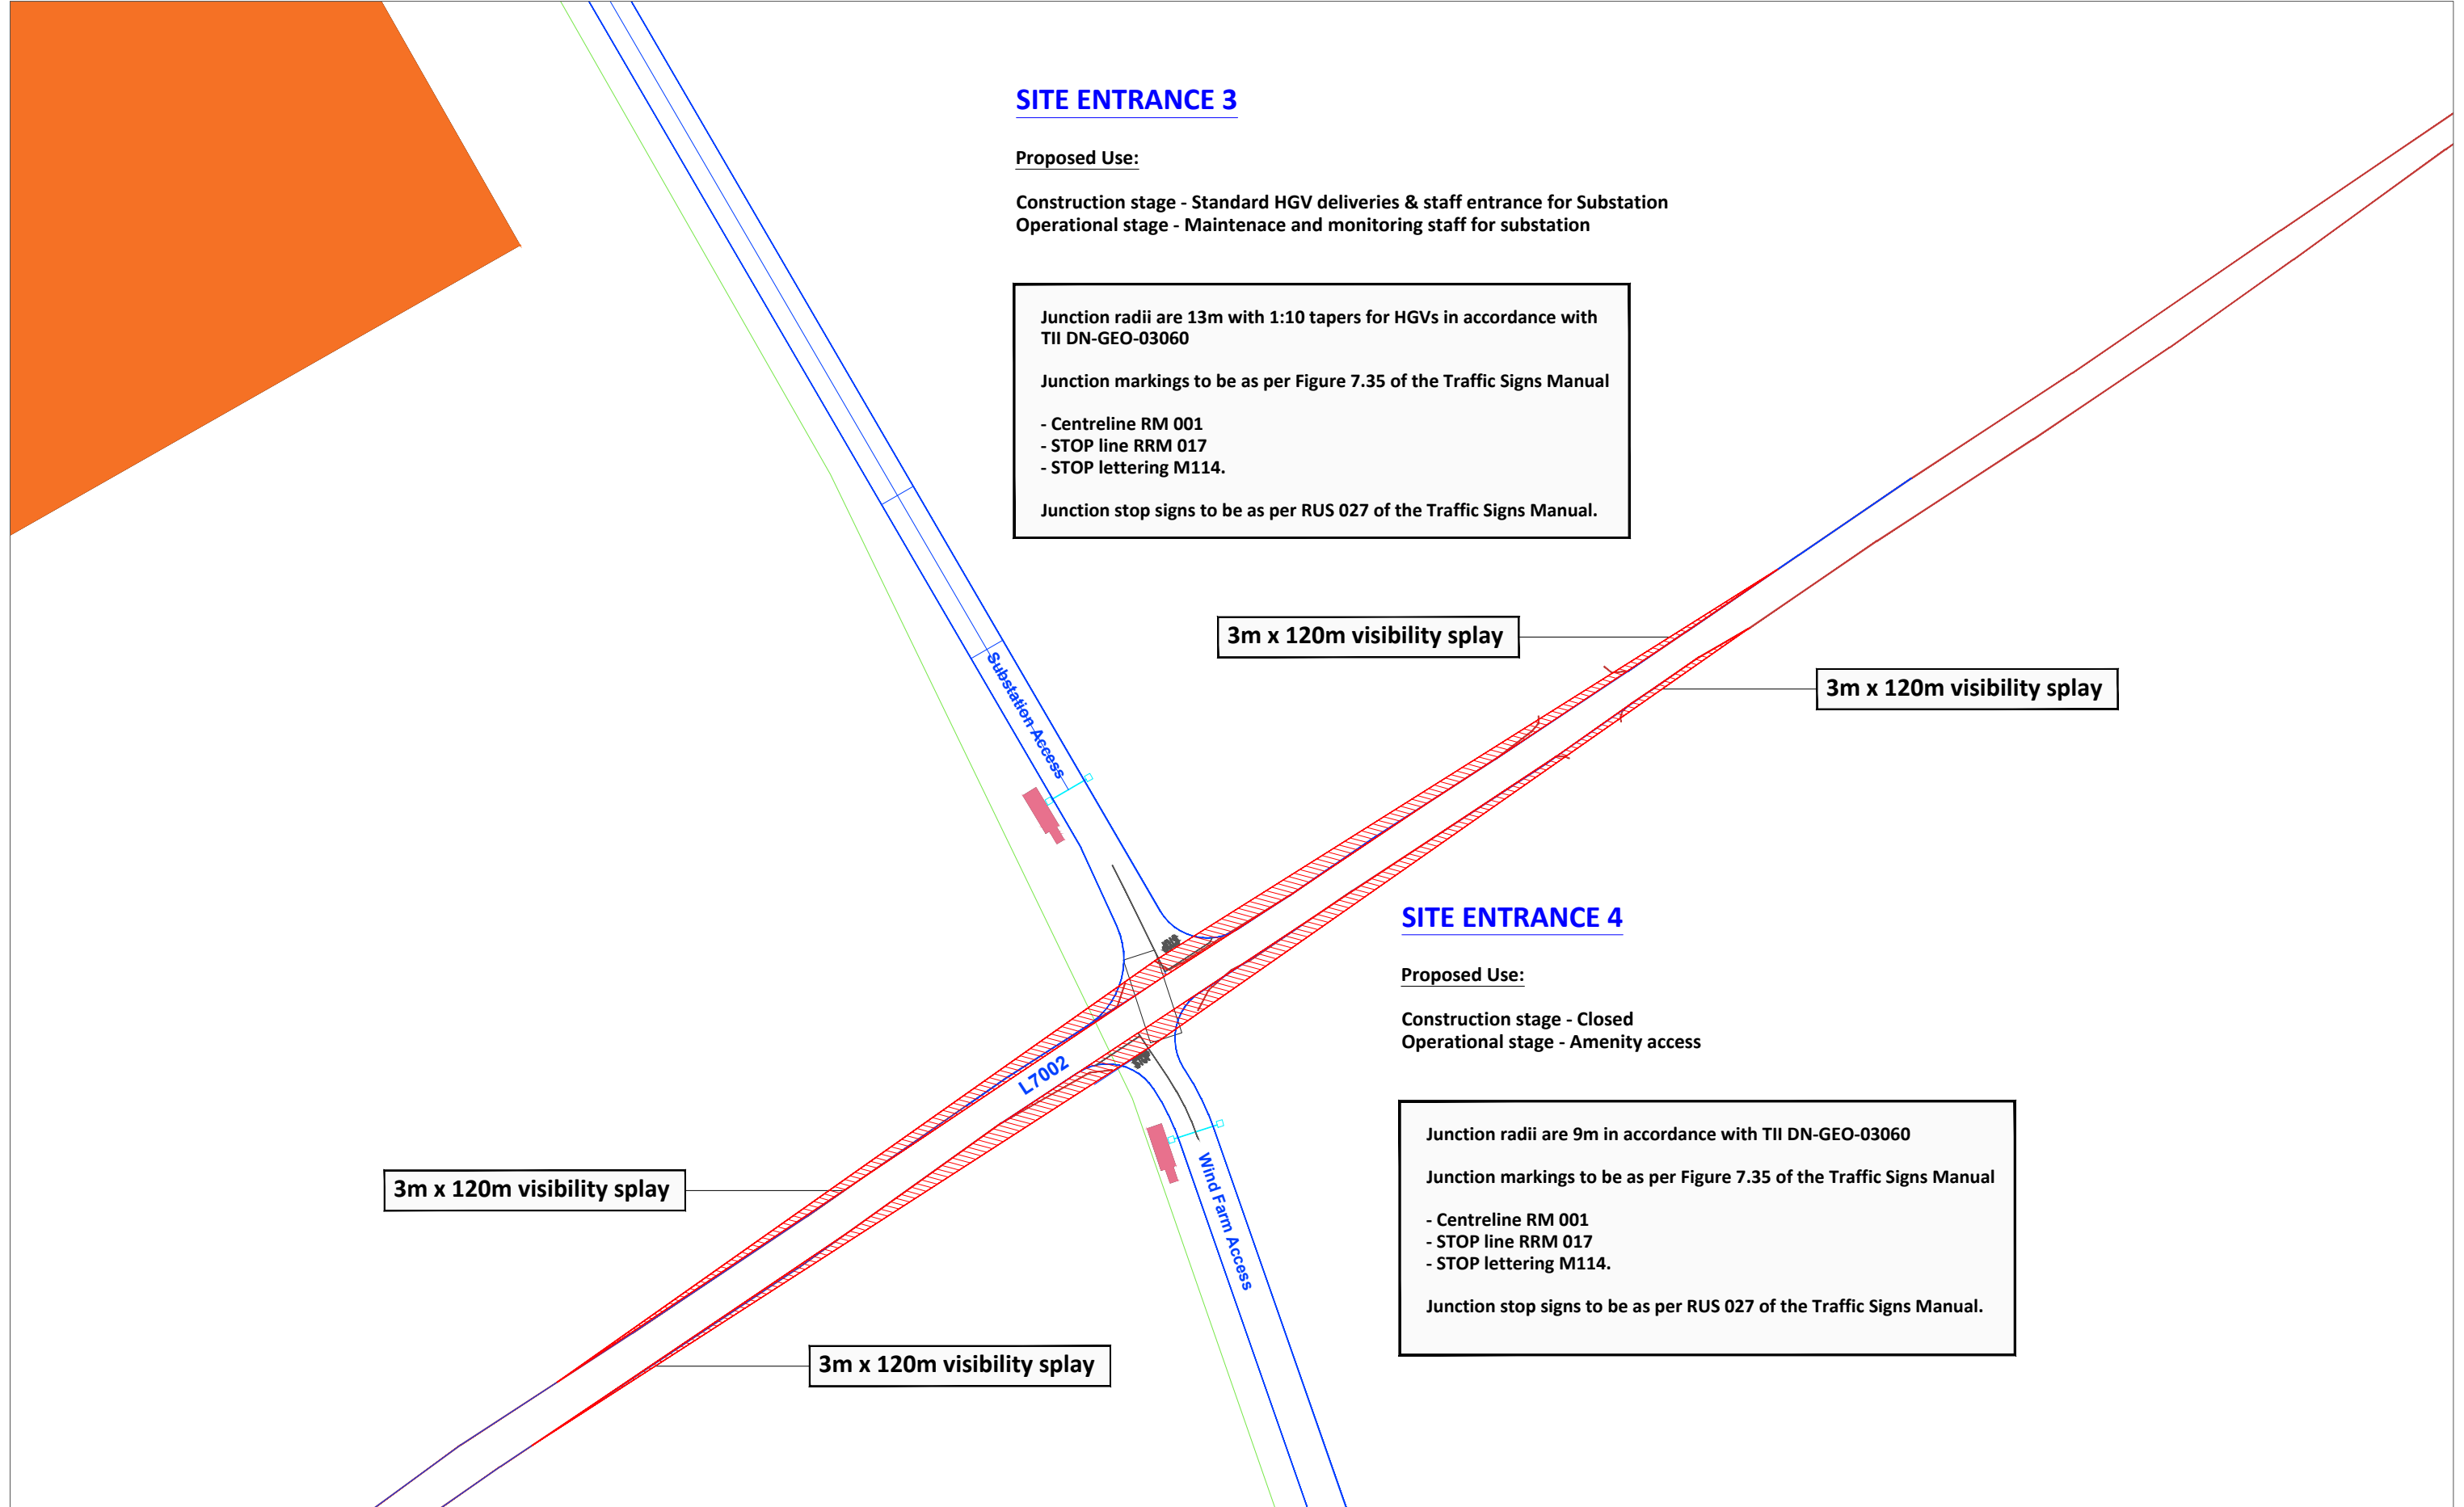 SITE ENTRANCE 3
Proposed Use:
Construction stage - Standard HGV deliveries & staff entrance for Substation
Operational stage - Maintenace and monitoring staff for substation
Junction radii are 13m with 1:10 tapers for HGVs in accordance with
TII DN-GEO-03060
Junction markings to be as per Figure 7.35 of the Traffic Signs Manual
- Centreline RM 001
- STOP line RRM 017
- STOP lettering M114.
Junction stop signs to be as per RUS 027 of the Traffic Signs Manual.
3m x 120m visibility splay
3m x 120m visibility splay
Substation Access
SITE ENTRANCE 4
Proposed Use:
Construction stage - Closed
Operational stage - Amenity access
L7002
Junction radii are 9m in accordance with TII DN-GEO-03060
Junction markings to be as per Figure 7.35 of the Traffic Signs Manual
- Centreline RM 001
- STOP line RRM 017
- STOP lettering M114.
Junction stop signs to be as per RUS 027 of the Traffic Signs Manual.
3m x 120m visibility splay
Wind Farm Access
3m x 120m visibility splay